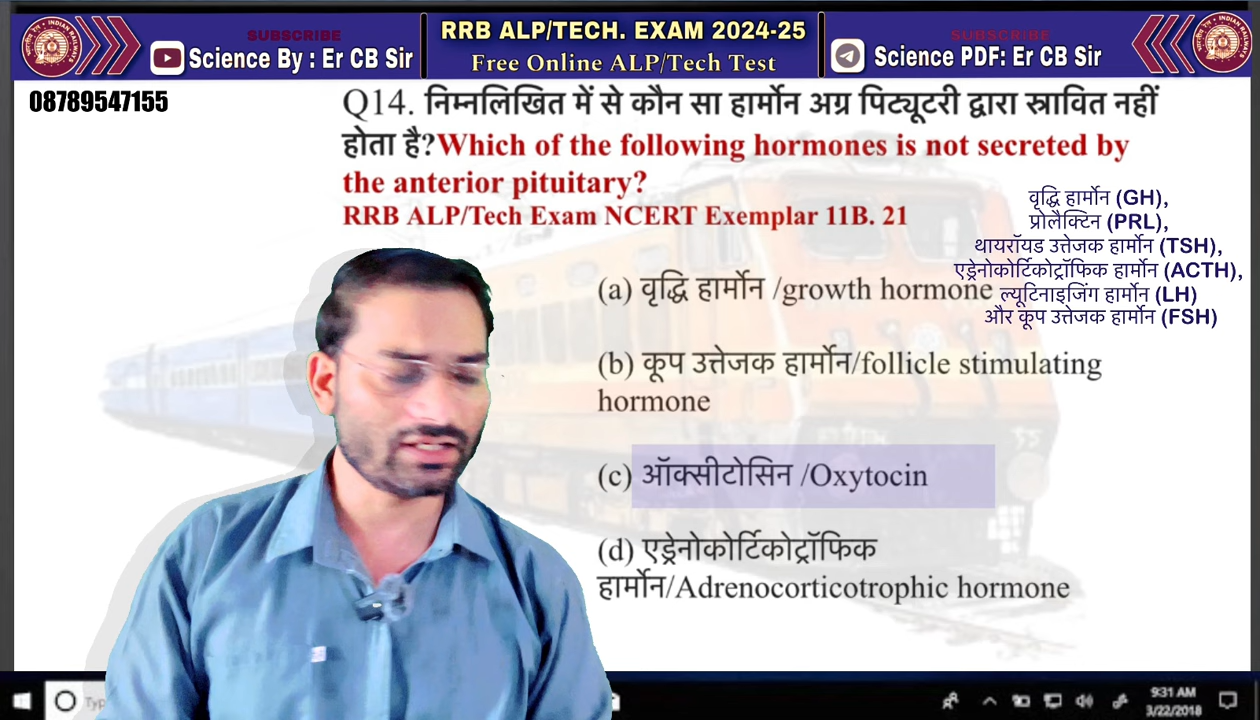 SUBSCRIBE
Science By : Er CB Sir
RRB ALP/TECH. EXAM 2024-25
Free Online ALP/Tech Test
SUBSCRIBE
Science PDF: Er CB Sir
08789547155
Q14. निम्नलिखित में से कौन सा हार्मोन अग्र पिट्यूटरी द्वारा स्रावित नहीं
होता है?Which of the following hormones is not secreted by
the anterior pituitary?
RRB ALP/Tech Exam NCERT Exemplar 11B. 21
वृद्धि हार्मोन (GH),
प्रोलैक्टिन (PRL),
थायरॉयड उत्तेजक हार्मोन (TSH),
एड्रेनोकोर्टिकोट्रॉफिक हार्मोन (ACTH),
ल्यूटिनाइजिंग हार्मोन (LH)
और कूप उत्तेजक हार्मोन (FSH)
(a) वृद्धि हार्मोन /growth hormone
(b) कूप उत्तेजक हार्मोन/follicle stimulating
hormone
(c) ऑक्सीटोसिन /Oxytocin
(d) एड्रेनोकोर्टिकोट्रॉफिक
हार्मोन/Adrenocorticotrophic hormone
9:31 AM
3/22/2018